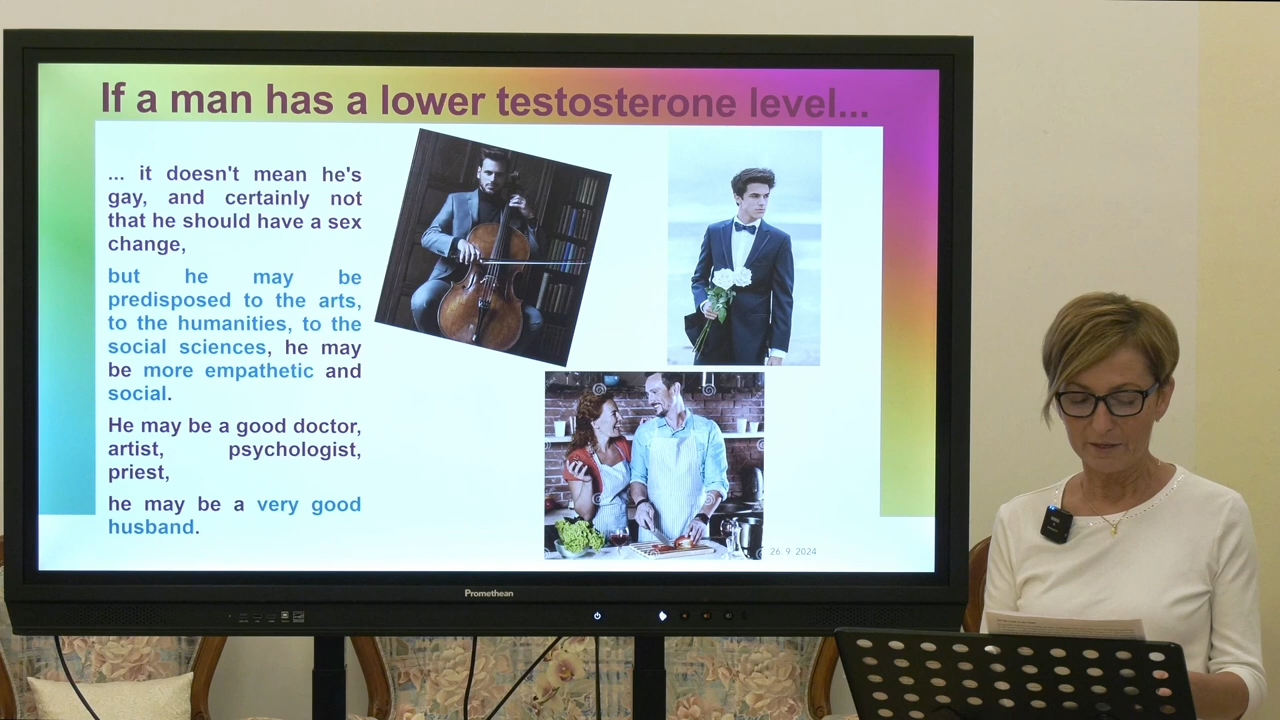 If a man has a lower testosterone level...
... it doesn't mean he's
gay, and certainly not
that he should have a sex
change,
but he may be
predisposed to the arts,
to the humanities, to the
social sciences, he may
be more empathetic and
social.
He may be a good doctor,
artist, psychologist,
priest,
he may be a very good
husband.
26 9 2024
Promethean